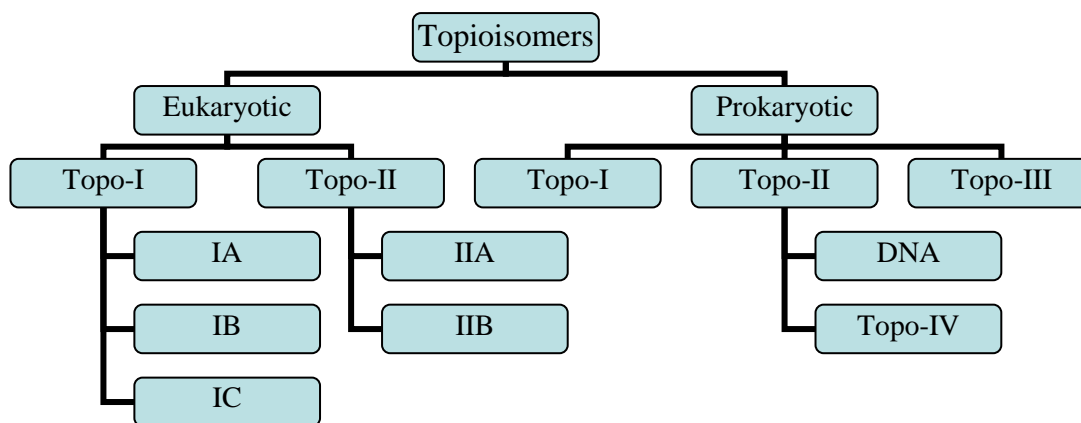 Topioisomers
Eukaryotic
Prokaryotic
Topo-I
Topo-II
Topo-I
Topo-II
Topo-III
IA
IIA
DNA
IB
IIB
Topo-IV
IC